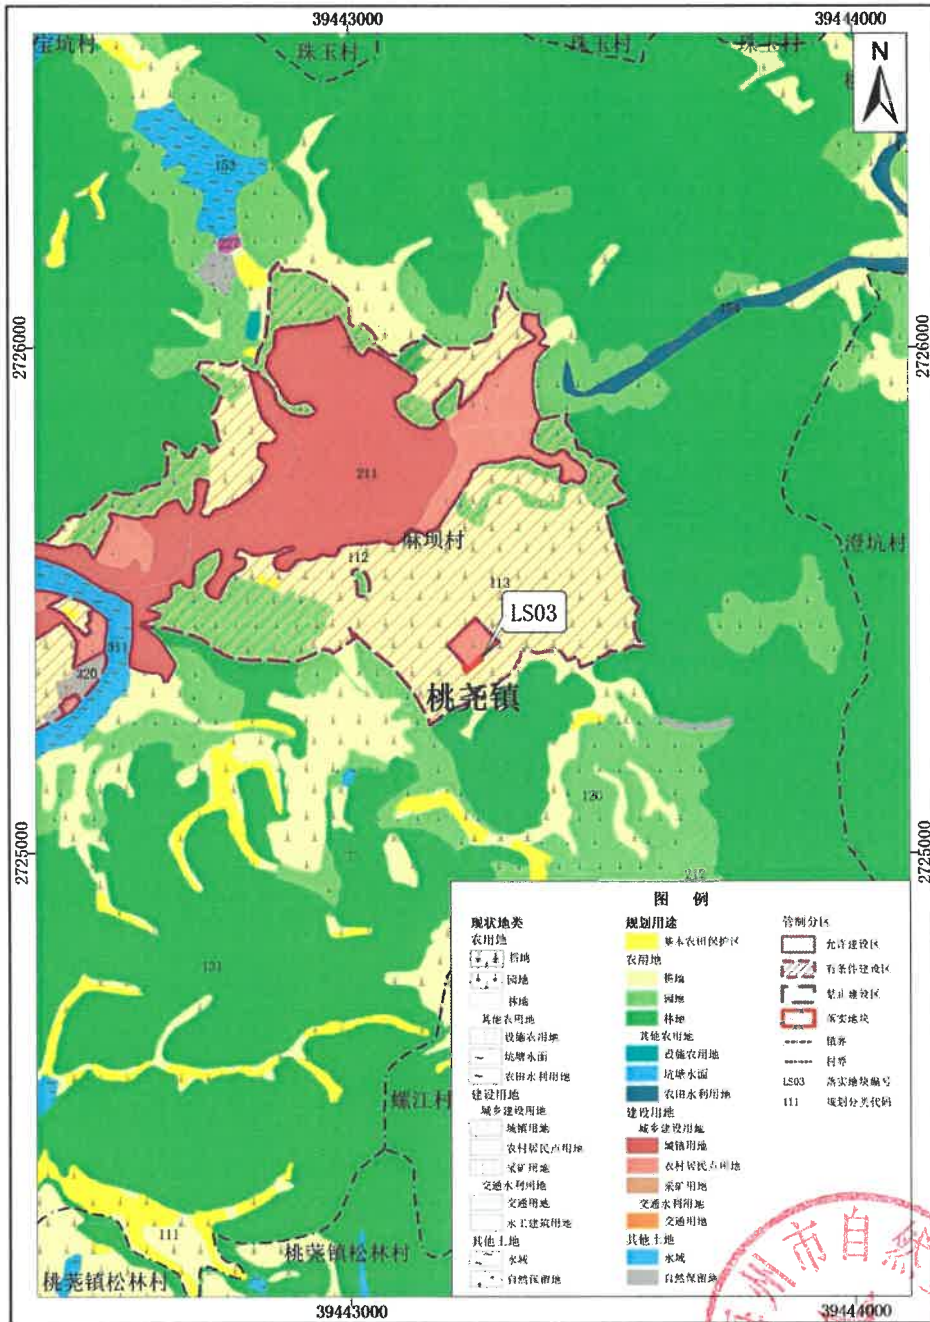 39443000
39444000
宝坑村
珠玉村
珠玉村
珠玉村
N
153
2726000
2726000
211
麻坝村
澄坑村
112
113
LS03
311
320
桃尧镇
120
2725000
2725000
232
131
螺江村
111
桃荛镇松林村
桃荛镇松林村
图 例
现状地类
农用地
耕地
园地
林地
其他农用地
设施农用地
坑塘水面
农田水利用地
建设用地
城乡建设用地
城镇用地
农村居民点用地
采矿用地
交通水利用地
交通用地
水工建筑用地
其他土地
水域
自然保留地
规划用途
基本农田保护区
农用地
耕地
园地
林地
其他农用地
设施农用地
坑塘水面
农田水利用地
建设用地
城乡建设用地
城镇用地
农村居民点用地
采矿用地
交通水利用地
交通用地
其他土地
水域
自然保留地
管制分区
允许建设区
有条件建设区
禁止建设区
落实地块
镇界
村界
LS03 落实地块编号
111 规划分类代码
州市自然
39443000
39444000